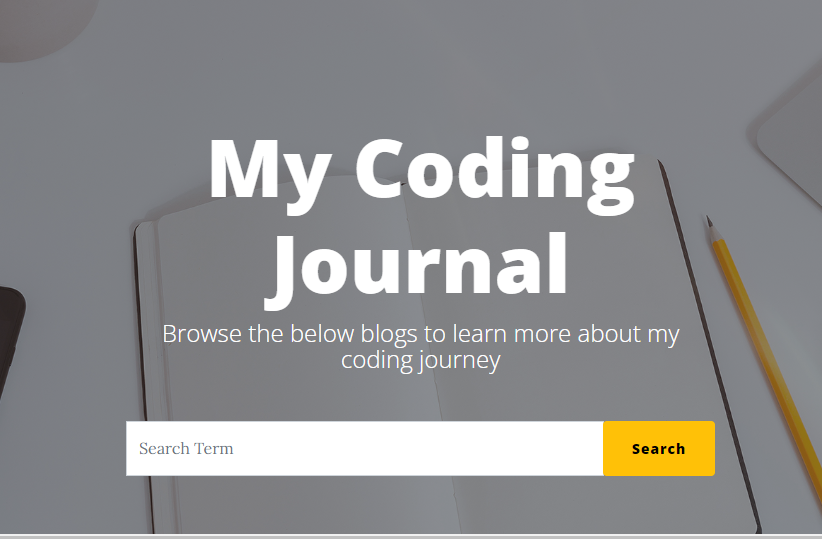 My Coding
Journal
Browse the below blogs to learn more about my
coding journey
Search Term
Search